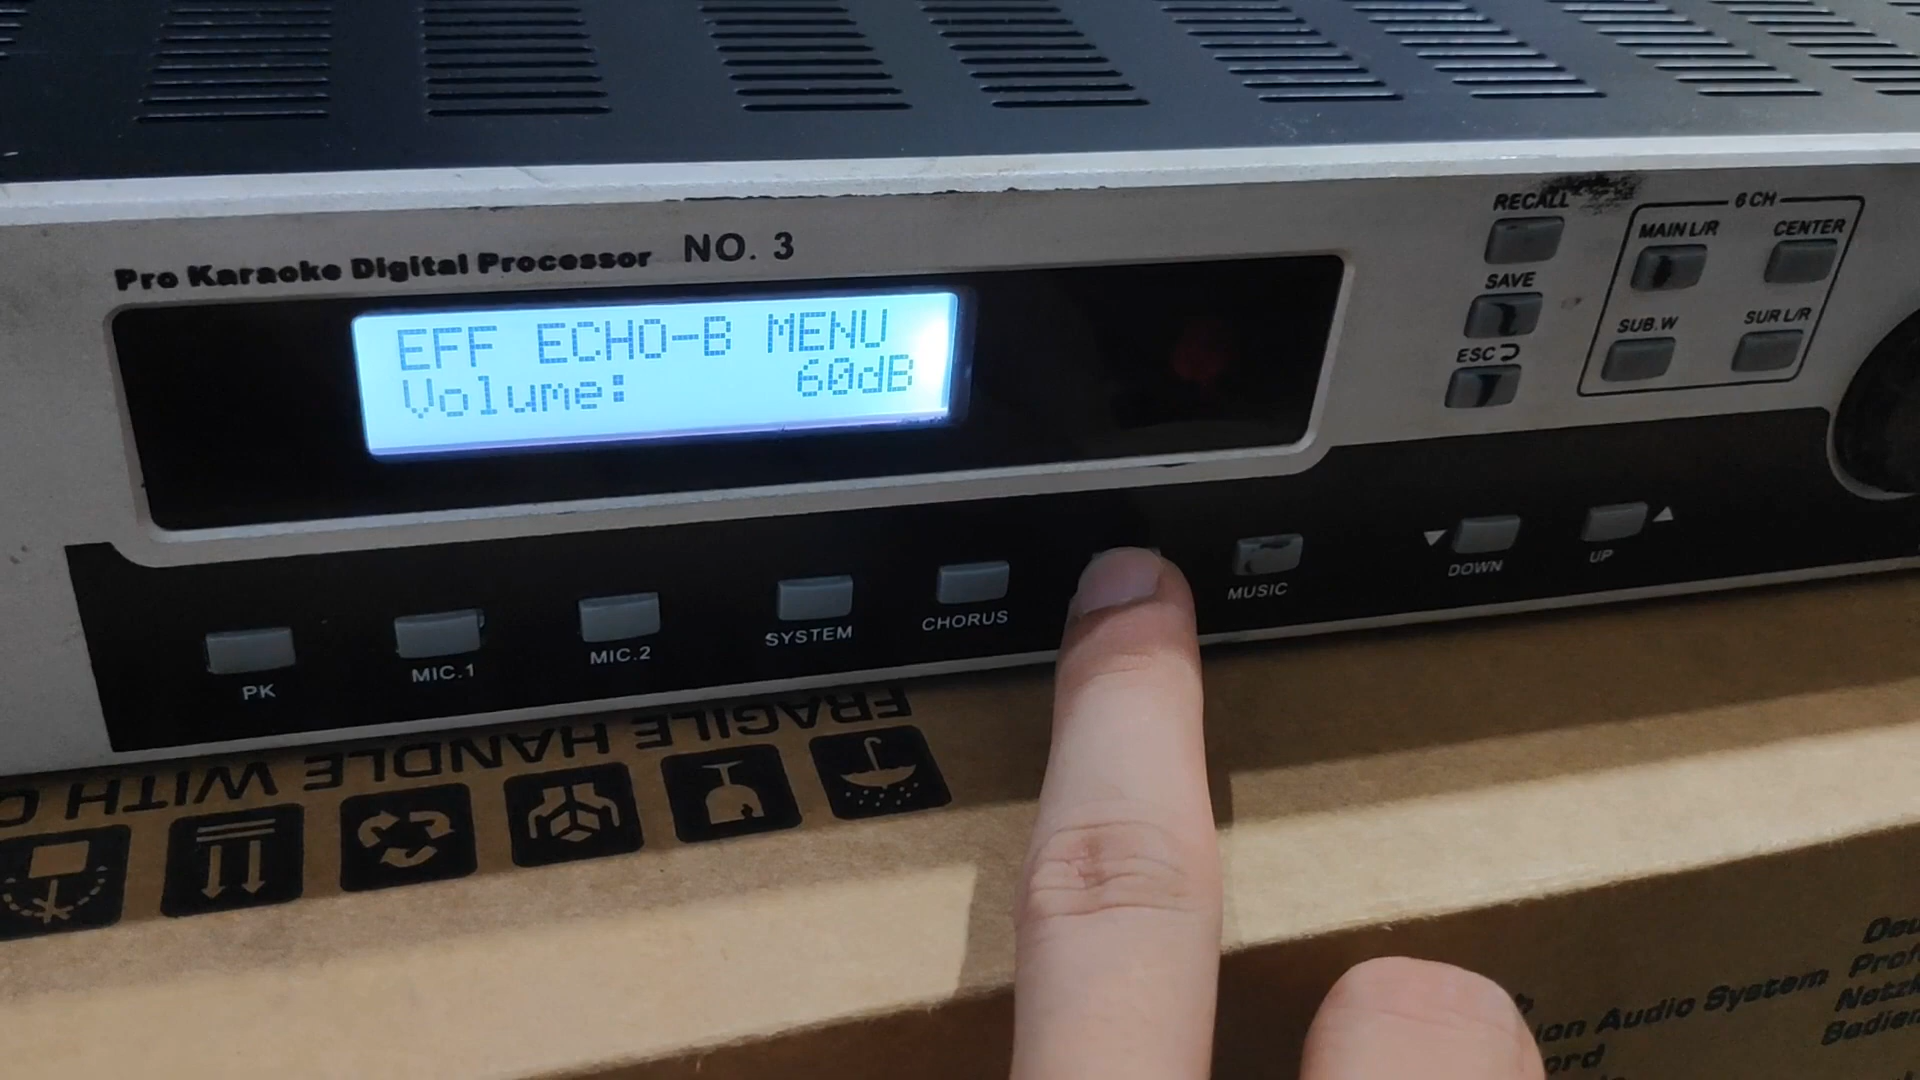 Pro Karaoke Digital Processor NO. 3
EFF ECHO-B MENU
Volume: 60dB
RECALL
SAVE
ESC
6 CH
MAIN L/R
CENTER
SUB.W
SUR L/R
PK
MIC.1
MIC.2
SYSTEM
CHORUS
MUSIC
DOWN
UP
FRAGILE HANDLE WITH
Audio System